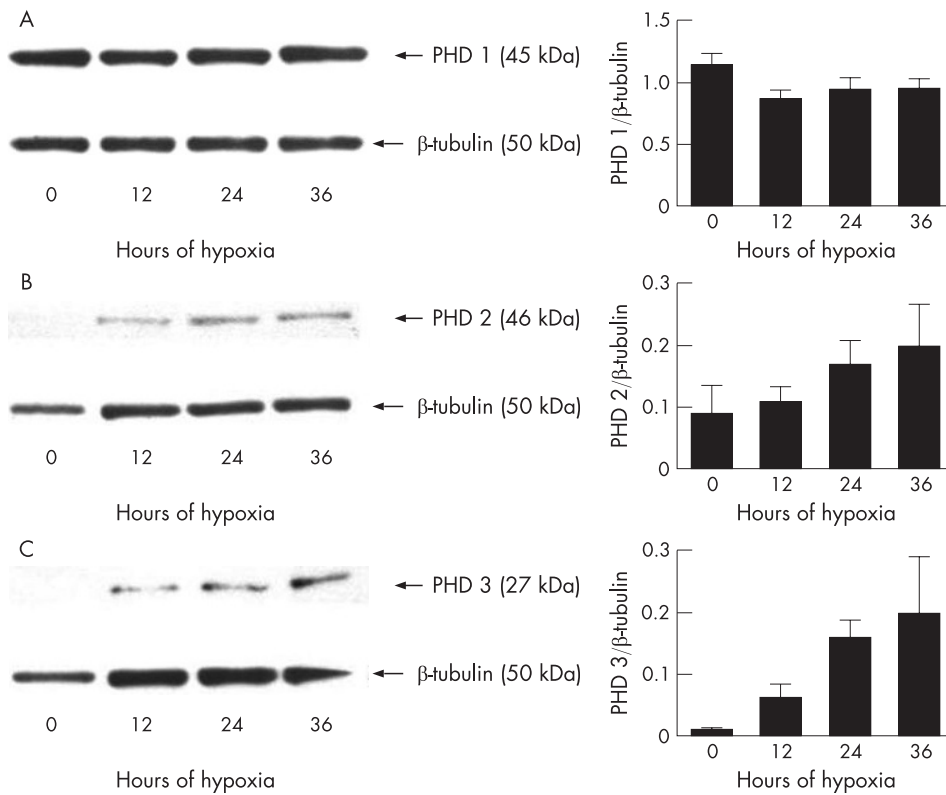 A
PHD 1 (45 kDa)
β-tubulin (50 kDa)
0 12 24 36
Hours of hypoxia
PHD 1/β-tubulin
1.5
1.0
0.5
0
0 12 24 36
Hours of hypoxia
B
PHD 2 (46 kDa)
β-tubulin (50 kDa)
0 12 24 36
Hours of hypoxia
PHD 2/β-tubulin
0.3
0.2
0.1
0
0 12 24 36
Hours of hypoxia
C
PHD 3 (27 kDa)
β-tubulin (50 kDa)
0 12 24 36
Hours of hypoxia
PHD 3/β-tubulin
0.3
0.2
0.1
0
0 12 24 36
Hours of hypoxia